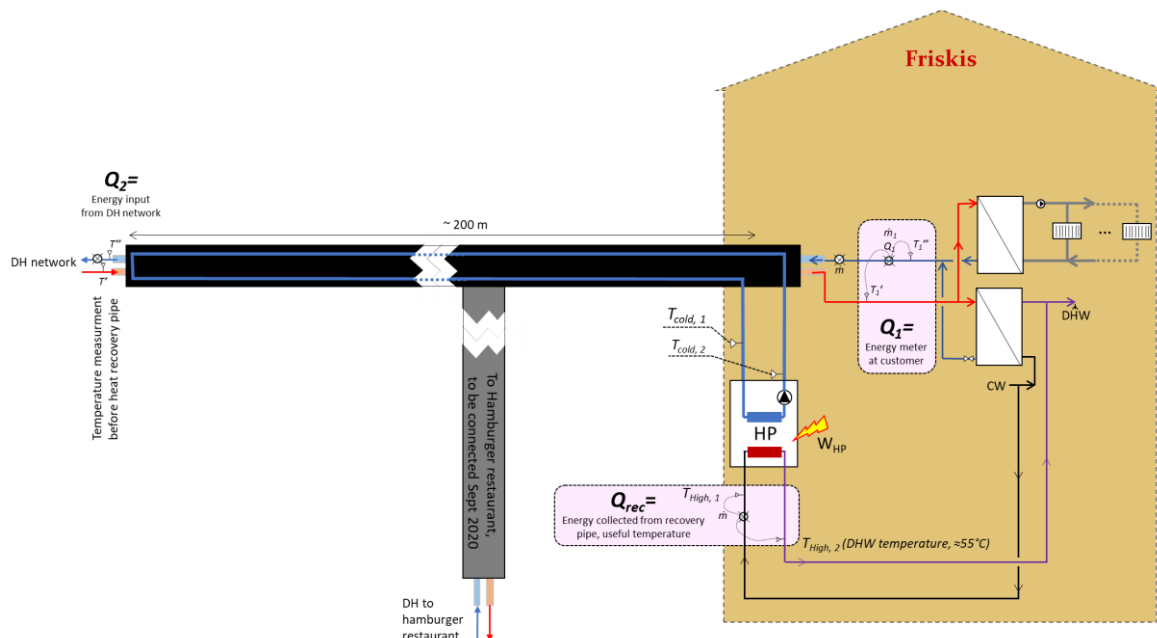 Friskis
Q2=
Energy input
from DH network
~ 200 m
T"
DH network
T'
ṁ
ṁ1
Q1
T1"
T1'
...
Q1=
Energy meter
at customer
DHW
CW
Temperature measurment
before heat recovery pipe
To Hamburger restaurant,
to be connected Sept 2020
Tcold, 1
Tcold, 2
HP
WHP
Qrec=
Energy collected from recovery
pipe, useful temperature
THigh, 1
ṁ
THigh, 2 (DHW temperature, ≈55°C)
DH to
hamburger
restaurant